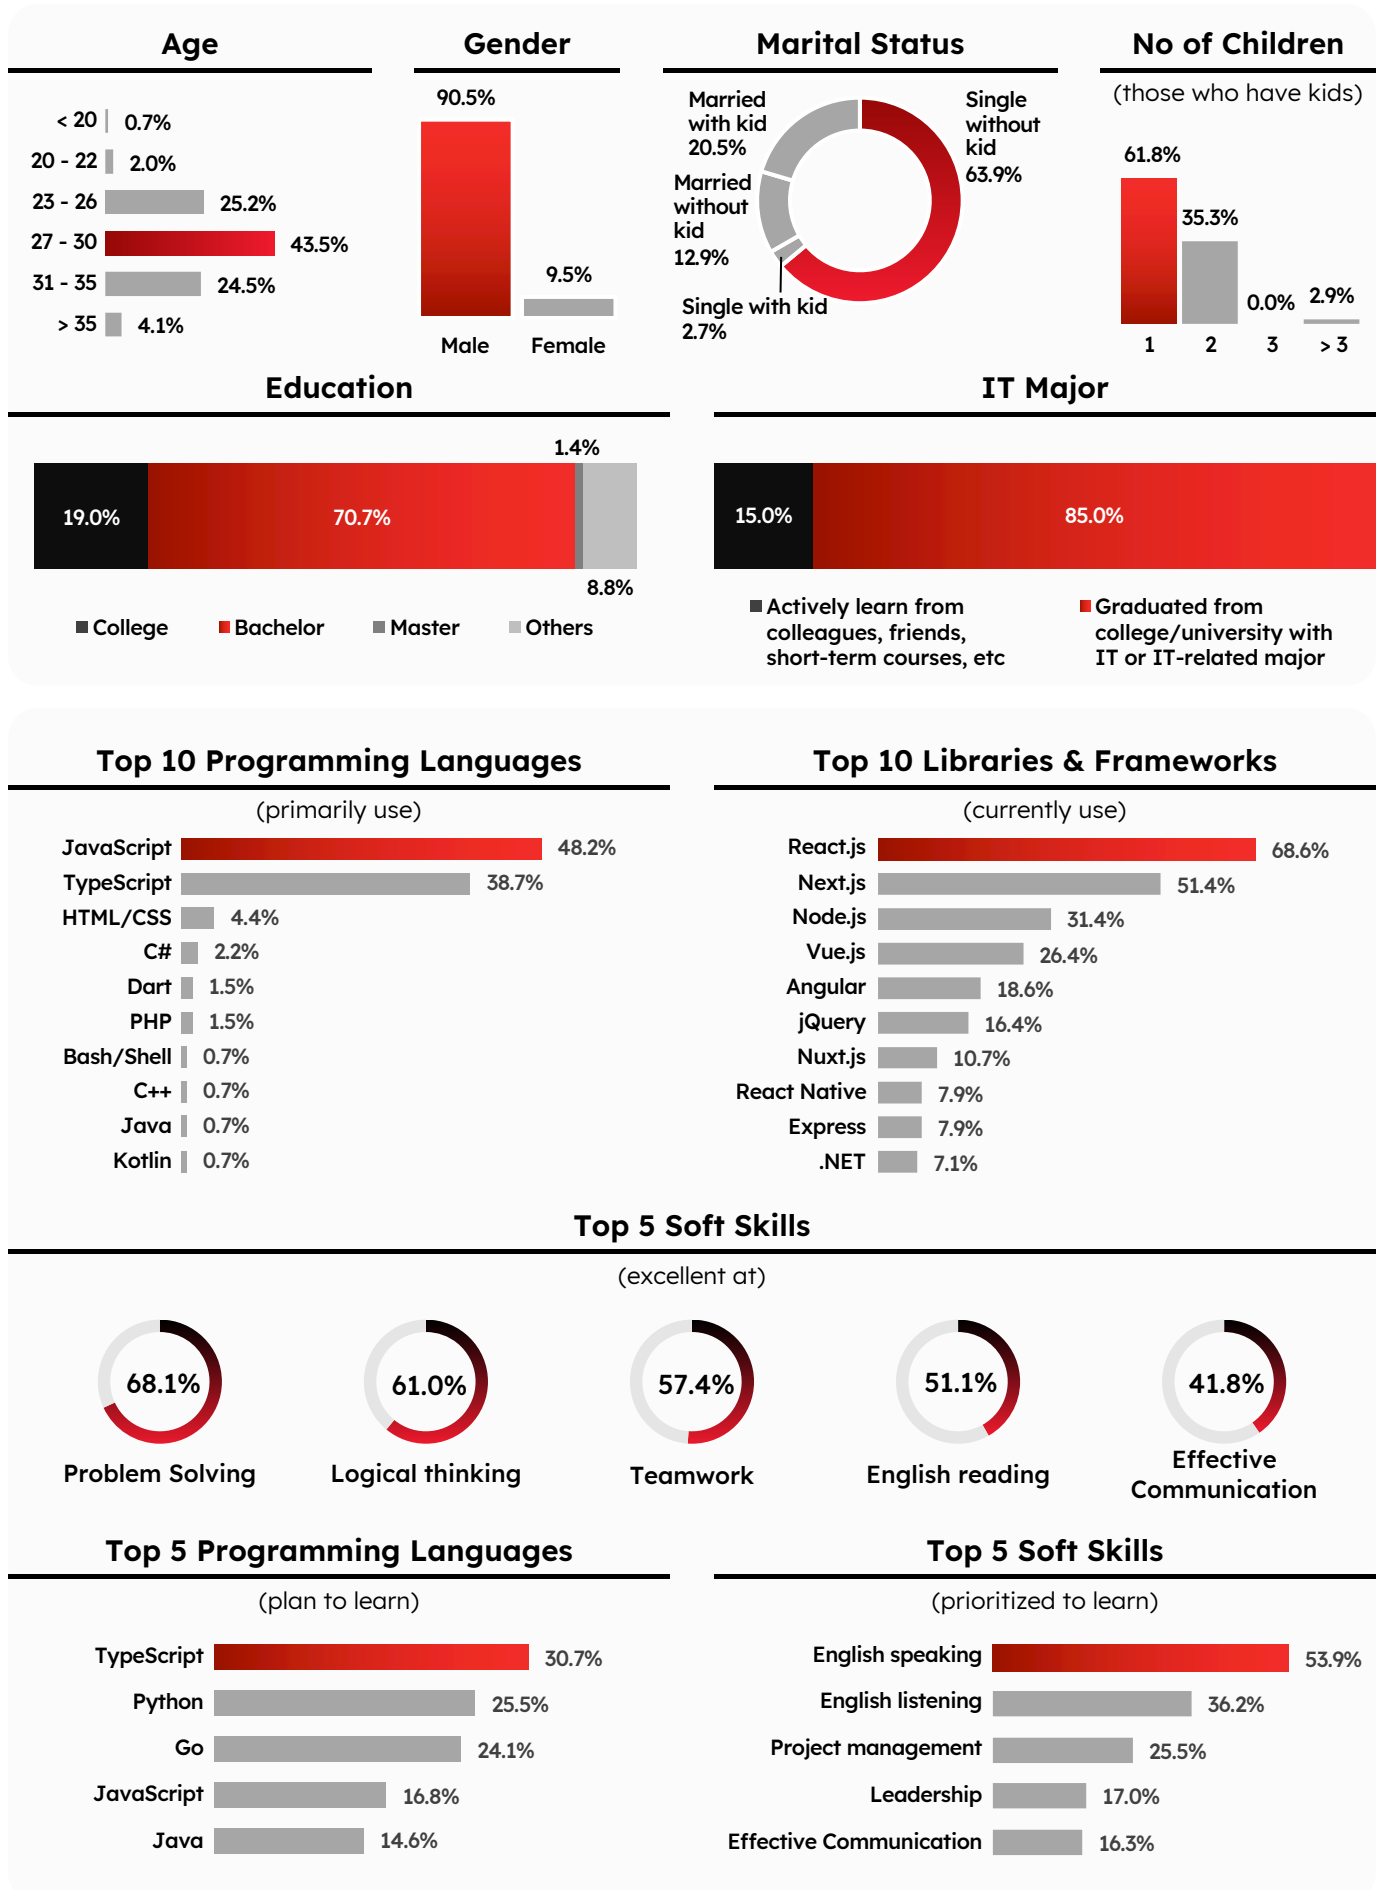 Age
< 20 0.7%
20 - 22 2.0%
23 - 26 25.2%
27 - 30 43.5%
31 - 35 24.5%
> 35 4.1%
Gender
90.5%
9.5%
Male Female
Marital Status
Married
with kid
20.5%
Married
without
kid
12.9%
Single with kid
2.7%
Single
without
kid
63.9%
No of Children
(those who have kids)
61.8%
35.3%
0.0% 2.9%
1 2 3 > 3
Education
1.4%
19.0% 70.7%
8.8%
College Bachelor Master Others
IT Major
15.0% 85.0%
Actively learn from
colleagues, friends,
short-term courses, etc
Graduated from
college/university with
IT or IT-related major
Top 10 Programming Languages
(primarily use)
JavaScript 48.2%
TypeScript 38.7%
HTML/CSS 4.4%
C# 2.2%
Dart 1.5%
PHP 1.5%
Bash/Shell 0.7%
C++ 0.7%
Java 0.7%
Kotlin 0.7%
Top 10 Libraries & Frameworks
(currently use)
React.js 68.6%
Next.js 51.4%
Node.js 31.4%
Vue.js 26.4%
Angular 18.6%
jQuery 16.4%
Nuxt.js 10.7%
React Native 7.9%
Express 7.9%
.NET 7.1%
Top 5 Soft Skills
(excellent at)
68.1% 61.0% 57.4% 51.1% 41.8%
Problem Solving Logical thinking Teamwork English reading Effective
Communication
Top 5 Programming Languages
(plan to learn)
TypeScript 30.7%
Python 25.5%
Go 24.1%
JavaScript 16.8%
Java 14.6%
Top 5 Soft Skills
(prioritized to learn)
English speaking 53.9%
English listening 36.2%
Project management 25.5%
Leadership 17.0%
Effective Communication 16.3%